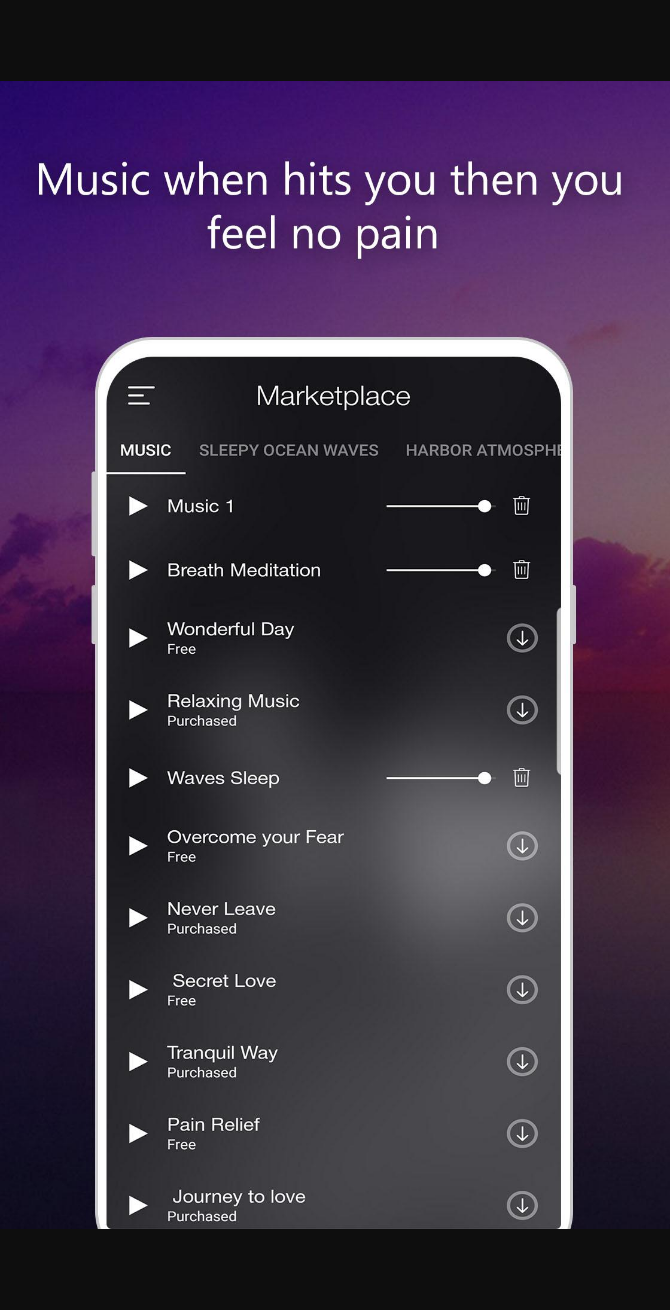 Music when hits you then you
feel no pain
Marketplace
MUSIC SLEEPY OCEAN WAVES HARBOR ATMOSPHE
Music 1
Breath Meditation
Wonderful Day
Free
Relaxing Music
Purchased
Waves Sleep
Overcome your Fear
Free
Never Leave
Purchased
Secret Love
Free
Tranquil Way
Purchased
Pain Relief
Free
Journey to love
Purchased